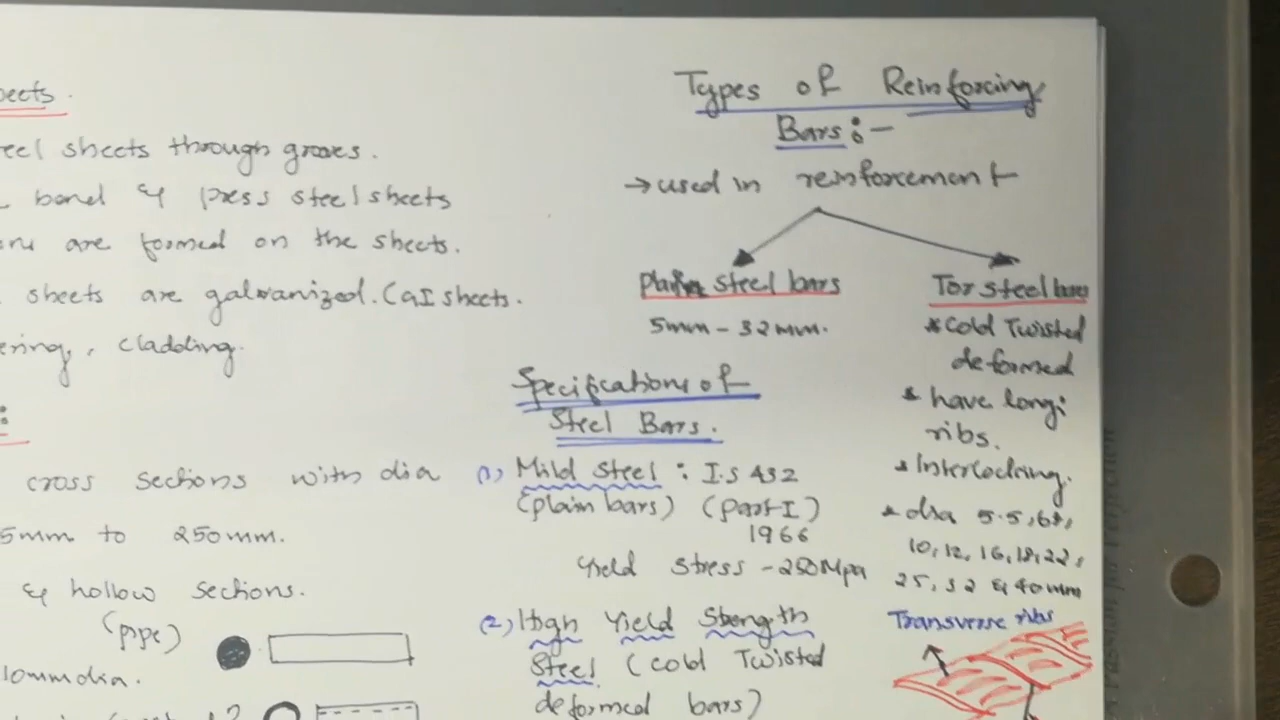 eets.
eel sheets through grooves.
bend & press steel sheets
ons are formed on the sheets.
sheets are galvanized. GI sheets.
ering, cladding.
:
cross sections with dia
5mm to 250mm.
& hollow sections.
(pipe)
10mm dia.
Types of Reinforcing
Bars :-
→ used in reinforcement
Plain steel bars
5mm - 32mm.
Tor steel bars
* Cold Twisted
deformed
* have longi:
ribs.
* Interlocking.
* dia 5.5, 6, 8,
10, 12, 16, 18, 22,
25, 32 & 40mm
Transverse ribs
Specifications of
Steel Bars.
(1) Mild Steel : I.S 432
(plain bars) (part-I)
1966
Yield stress - 250Mpa
(2) High Yield Strength
Steel (cold Twisted
deformed bars)